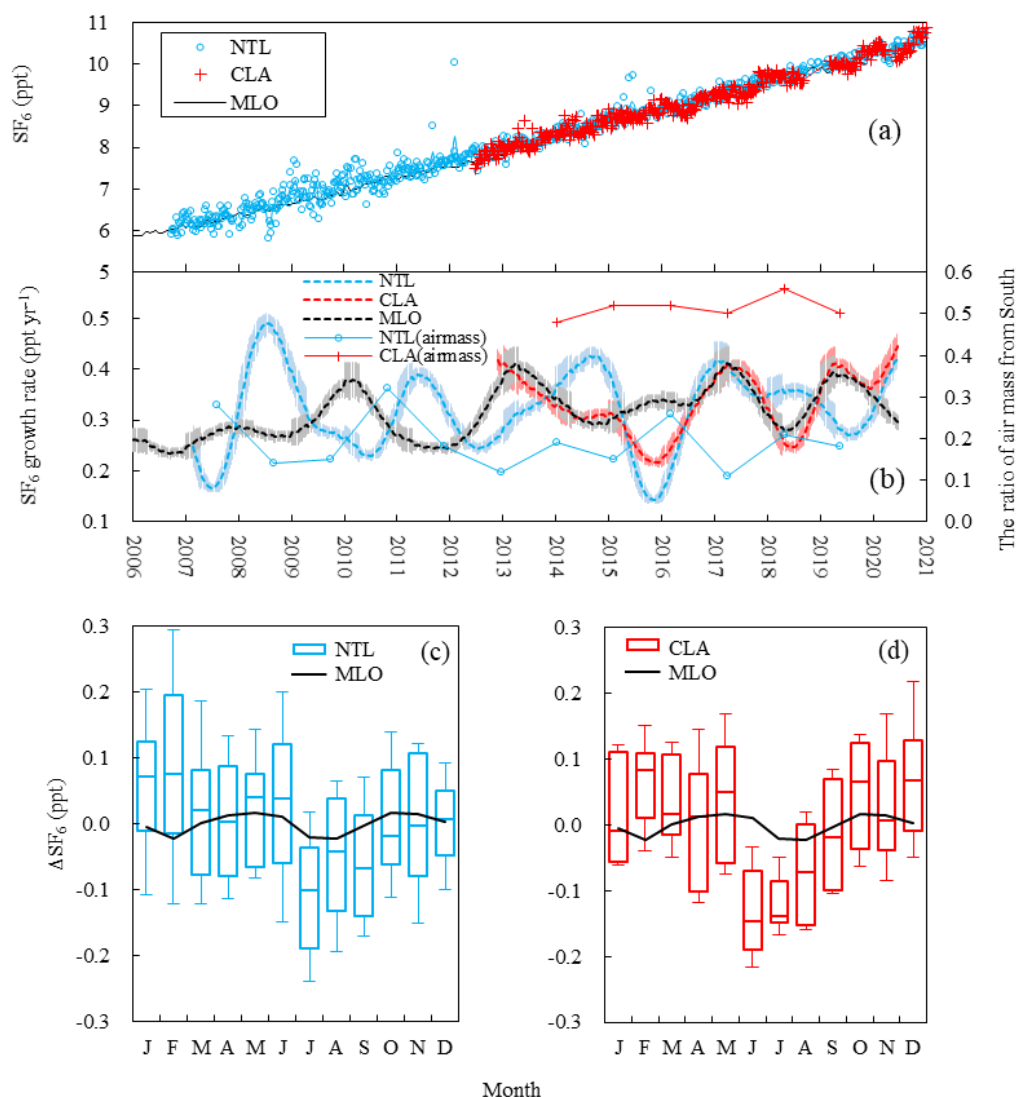 11
10
9
8
7
6
5
SF6 (ppt)
NTL
CLA
MLO
(a)
0.5
0.4
0.3
0.2
0.1
SF6 growth rate (ppt yr-1)
NTL
CLA
MLO
NTL(airmass)
CLA(airmass)
(b)
0.6
0.5
0.4
0.3
0.2
0.1
0.0
The ratio of air mass from South
2006 2007 2008 2009 2010 2011 2012 2013 2014 2015 2016 2017 2018 2019 2020 2021
0.3
0.2
0.1
0.0
-0.1
-0.2
-0.3
ΔSF6 (ppt)
NTL
MLO
(c)
J F M A M J J A S O N D
0.3
0.2
0.1
0.0
-0.1
-0.2
-0.3
CLA
MLO
(d)
J F M A M J J A S O N D
Month